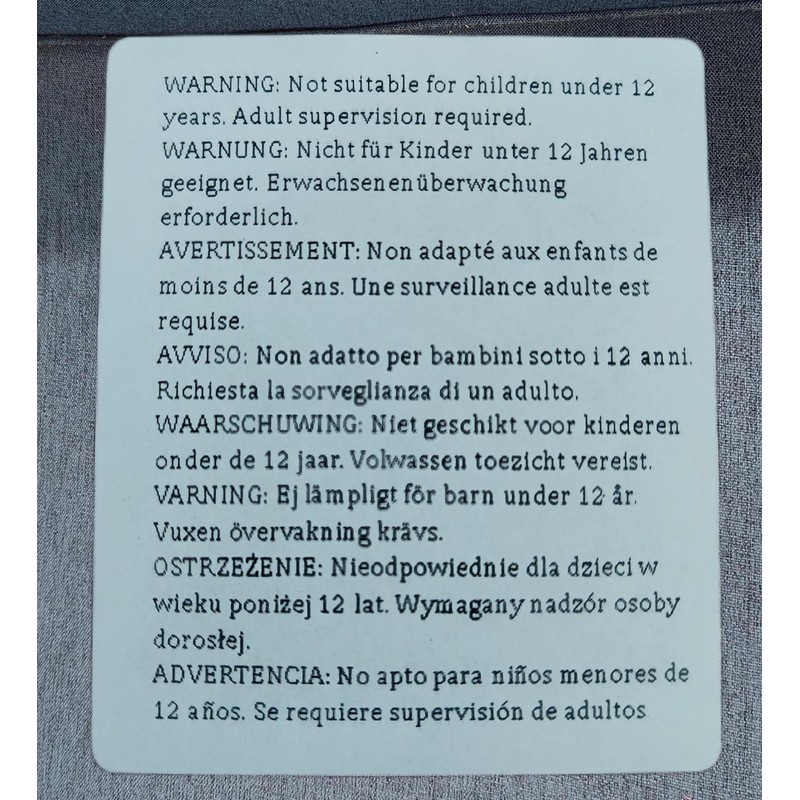 WARNING: Not suitable for children under 12
years. Adult supervision required.
WARNUNG: Nicht für Kinder unter 12 Jahren
geeignet. Erwachsenenüberwachung
erforderlich.
AVERTISSEMENT: Non adapté aux enfants de
moins de 12 ans. Une surveillance adulte est
requise.
AVVISO: Non adatto per bambini sotto i 12 anni.
Richiesta la sorveglianza di un adulto.
WAARSCHUWING: Niet geschikt voor kinderen
onder de 12 jaar. Volwassen toezicht vereist.
VARNING: Ej lämpligt för barn under 12 år.
Vuxen övervakning krävs.
OSTRZEŻENIE: Nieodpowiednie dla dzieci w
wieku poniżej 12 lat. Wymagany nadzór osoby
dorosłej.
ADVERTENCIA: No apto para niños menores de
12 años. Se requiere supervisión de adultos